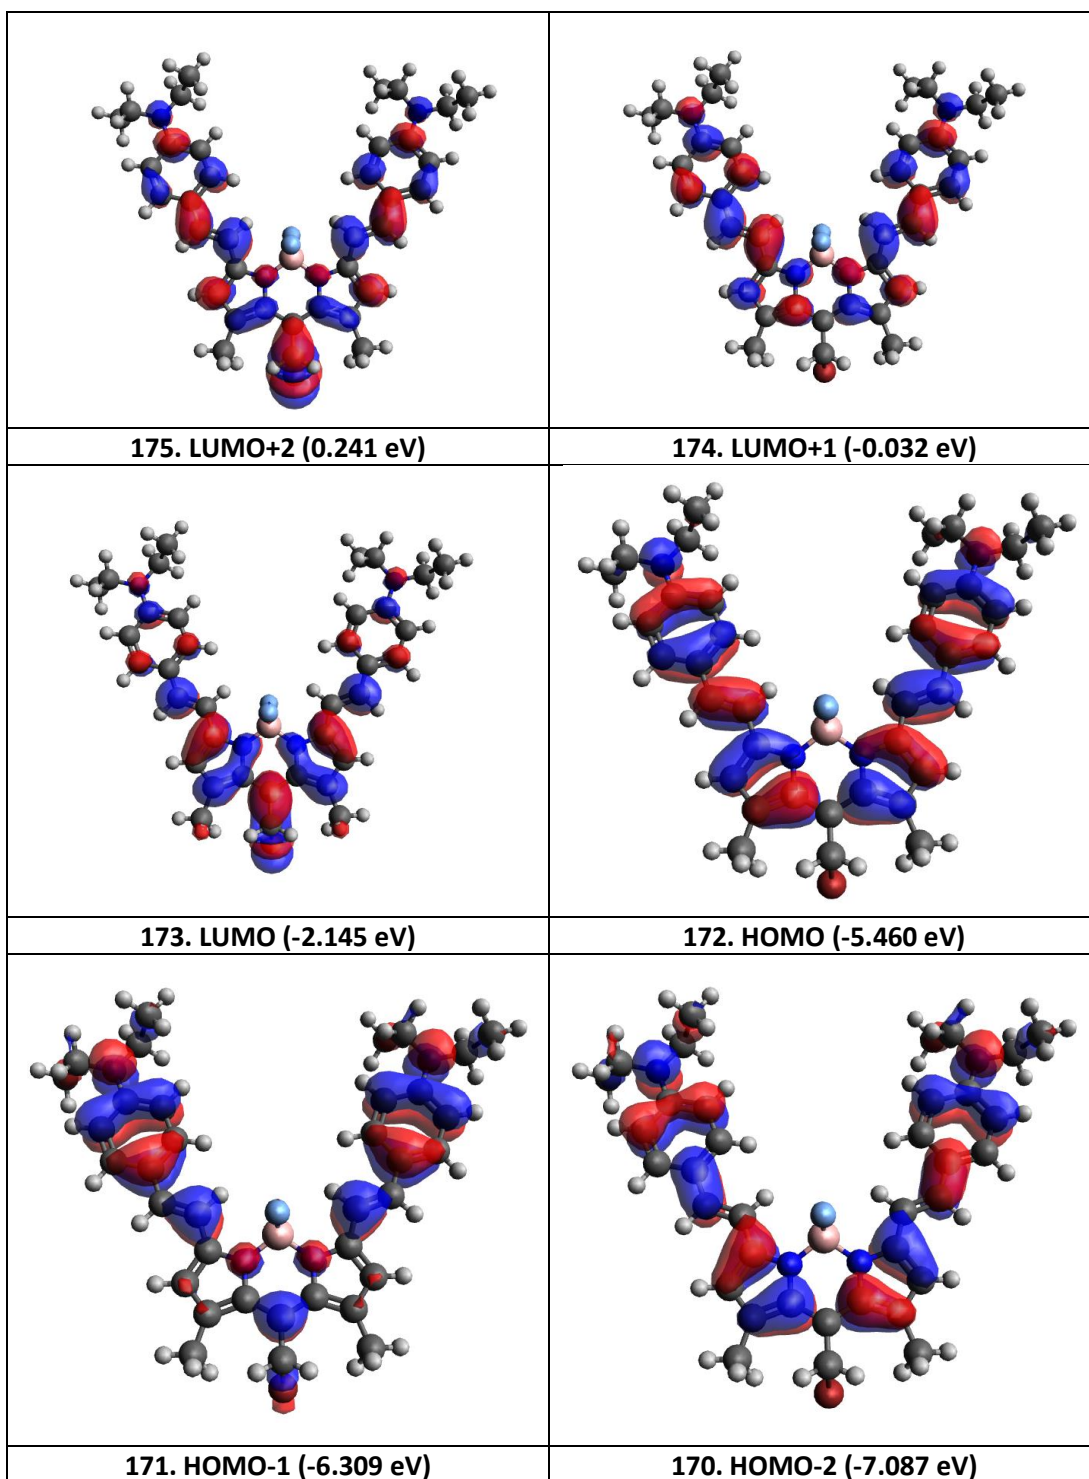 175. LUMO+2 (0.241 eV)
174. LUMO+1 (-0.032 eV)
173. LUMO (-2.145 eV)
172. HOMO (-5.460 eV)
171. HOMO-1 (-6.309 eV)
170. HOMO-2 (-7.087 eV)